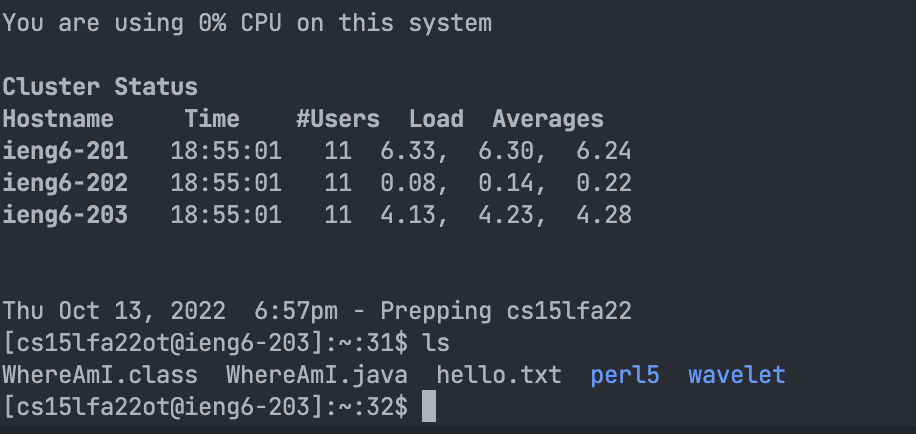 You are using 0% CPU on this system
Cluster Status
Hostname Time #Users Load Averages
ieng6-201 18:55:01 11 6.33, 6.30, 6.24
ieng6-202 18:55:01 11 0.08, 0.14, 0.22
ieng6-203 18:55:01 11 4.13, 4.23, 4.28
Thu Oct 13, 2022 6:57pm - Prepping cs15lfa22
[cs15lfa22ot@ieng6-203]:~:31$ ls
WhereAmI.class WhereAmI.java hello.txt perl5 wavelet
[cs15lfa22ot@ieng6-203]:~:32$